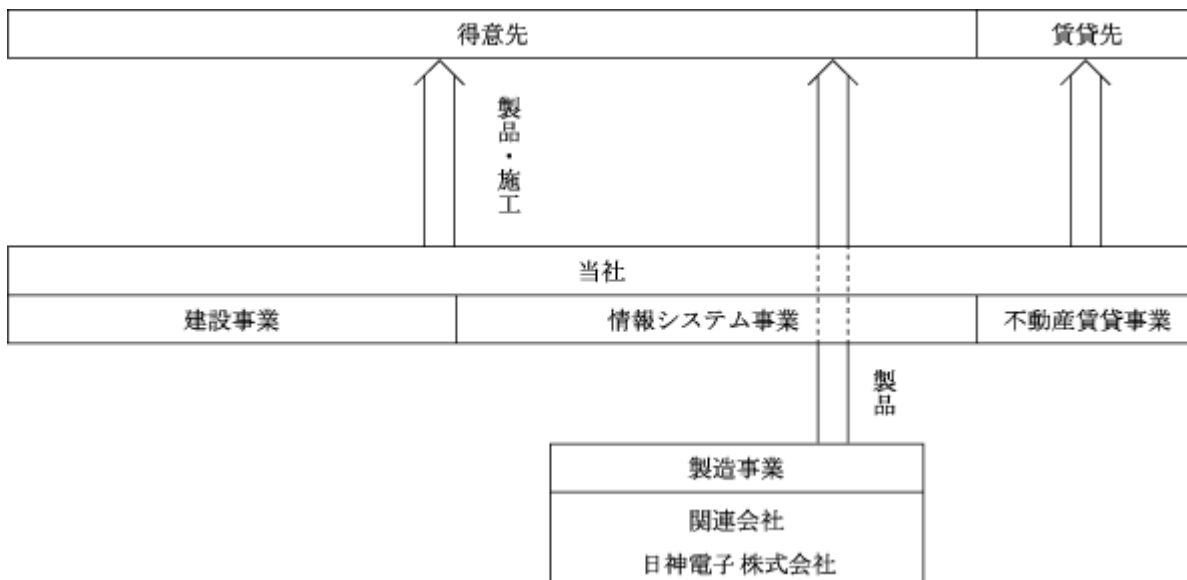 得意先
賃貸先
製品・施工
当社
建設事業
情報システム事業
不動産賃貸事業
製品
製造事業
関連会社
日神電子 株式会社